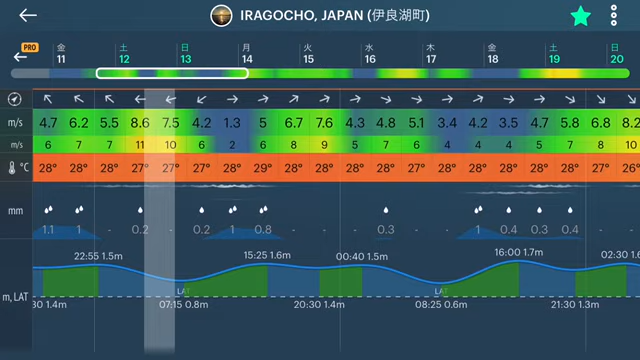 IRAGOCHO, JAPAN (伊良湖町)
PRO
金 土 日 月 火 水 木 金 土 日
11 12 13 14 15 16 17 18 19 20
m/s 4.7 6.2 5.5 8.6 7.5 4.2 1.3 5 6.7 7.6 4.3 4.8 5.1 3.4 4.2 3.5 4.7 5.8 6.8 8.2
m/s 6 7 7 11 10 6 2 6 8 9 5 7 6 4 5 4 6 7 8 10
°C 28° 28° 28° 27° 27° 27° 28° 29° 28° 28° 28° 27° 27° 28° 28° 28° 28° 28° 27° 26°
mm 1.1 1 - 0.2 - 0.2 1 0.8 - - - 0.3 - - 1 0.3 0.4 0.4 - -
22:55 1.5m 15:25 1.6m 00:40 1.5m 16:00 1.7m 02:30 1.6
m, LAT
LAT LAT
30 1.4m 07:15 0.8m 20:30 1.4m 08:25 0.6m 21:30 1.3m